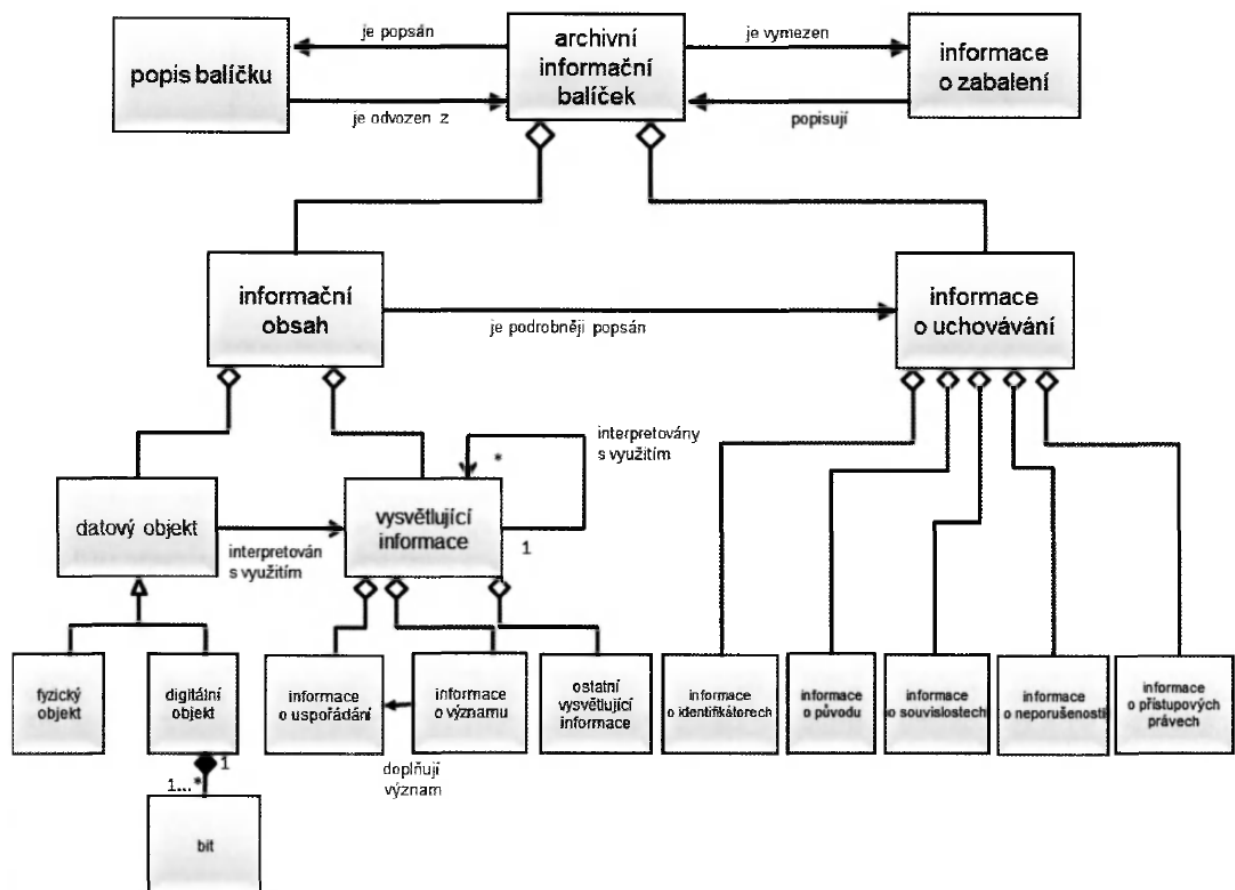 je popsán
archivní
informační
balíček
je vymezen
informace
o zabalení
popis balíčku
je odvozen z
popisují
informační
obsah
je podrobněji popsán
informace
o uchovávání
interpretovány
s využitím
*
datový objekt
interpretován
s využitím
vysvětlující
informace
1
fyzický
objekt
digitální
objekt
informace
o uspořádání
informace
o významu
ostatní
vysvětlující
informace
informace
o identifikátorech
informace
o původu
informace
o souvislostech
informace
o neporušenosti
informace
o přístupových
právech
1
1...*
doplňují
význam
bit